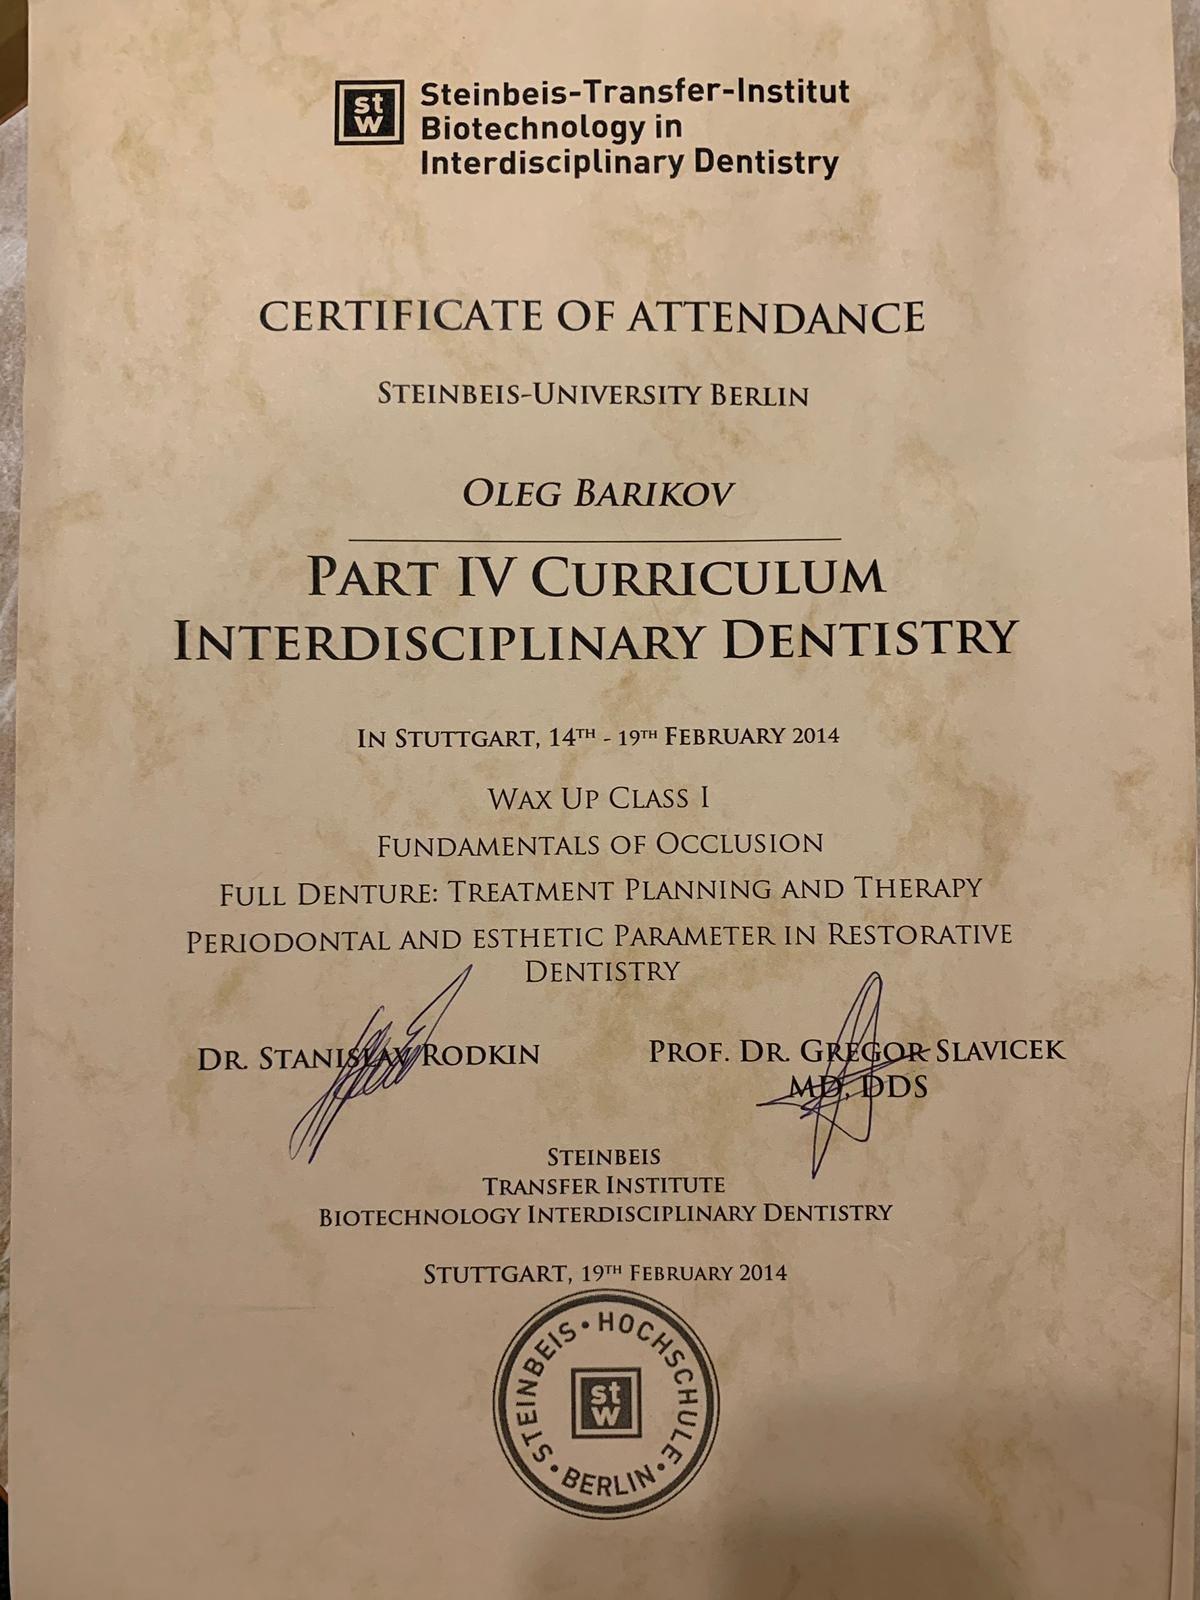 st
w
Steinbeis-Transfer-Institut
Biotechnology in
Interdisciplinary Dentistry
CERTIFICATE OF ATTENDANCE
STEINBEIS-UNIVERSITY BERLIN
OLEG BARIKOV
PART IV CURRICULUM
INTERDISCIPLINARY DENTISTRY
IN STUTTGART, 14TH - 19TH FEBRUARY 2014
WAX UP CLASS I
FUNDAMENTALS OF OCCLUSION
FULL DENTURE: TREATMENT PLANNING AND THERAPY
PERIODONTAL AND ESTHETIC PARAMETER IN RESTORATIVE
DENTISTRY
DR. STANISLAV RODKIN
PROF. DR. GREGOR SLAVICEK
MD, DDS
STEINBEIS
TRANSFER INSTITUTE
BIOTECHNOLOGY INTERDISCIPLINARY DENTISTRY
STUTTGART, 19TH FEBRUARY 2014
STEINBEIS • HOCHSCHULE • BERLIN •
st
w